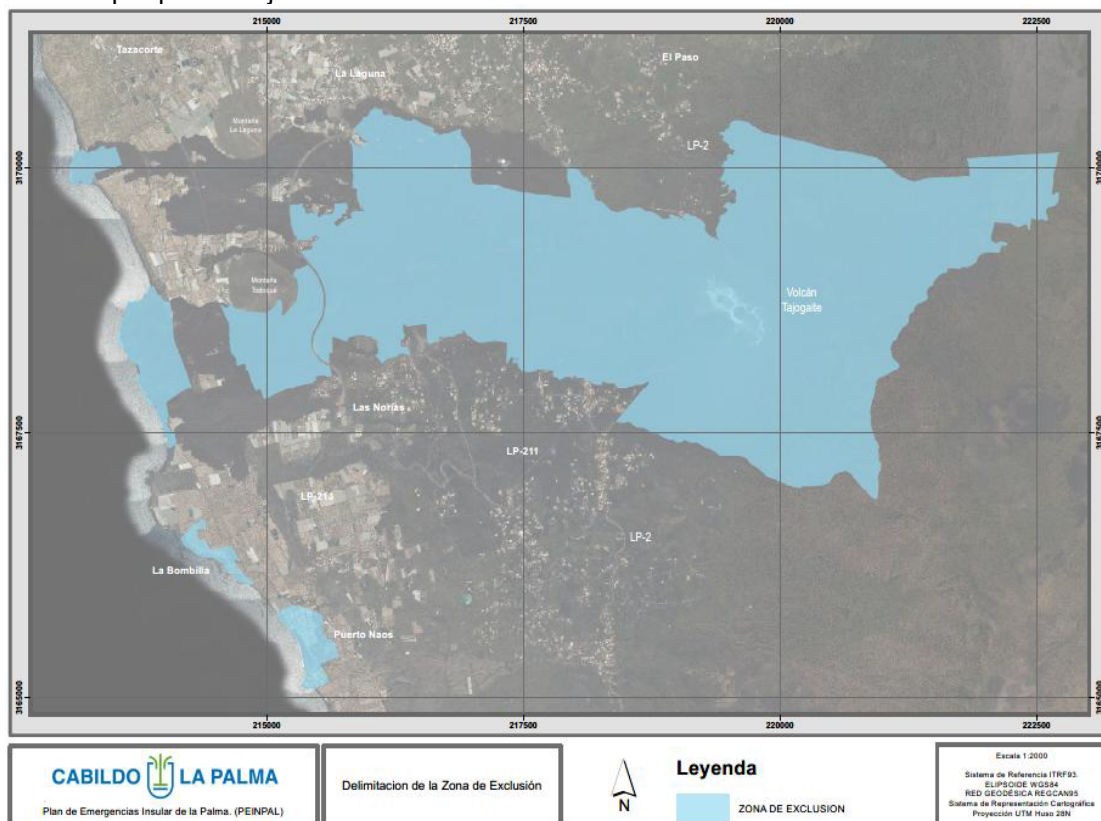 215000
217500
220000
222500
Tazacorte
La Laguna
El Paso
Montaña
La Laguna
LP-2
3170000
3170000
Montaña
Todoque
Volcán
Tajogaite
Las Norias
3167500
3167500
LP-211
LP-213
LP-2
La Bombilla
Puerto Naos
3165000
3165000
215000
217500
220000
222500
CABILDO LA PALMA
Plan de Emergencias Insular de la Palma. (PEINPAL)
Delimitacion de la Zona de Exclusión
N
Leyenda
ZONA DE EXCLUSION
Escala 1:2000
Sistema de Referencia ITRF93.
ELIPSOIDE WGS84
RED GEODÉSICA REGCAN95
Sistema de Representación Cartográfica
Proyección UTM Huso 28N